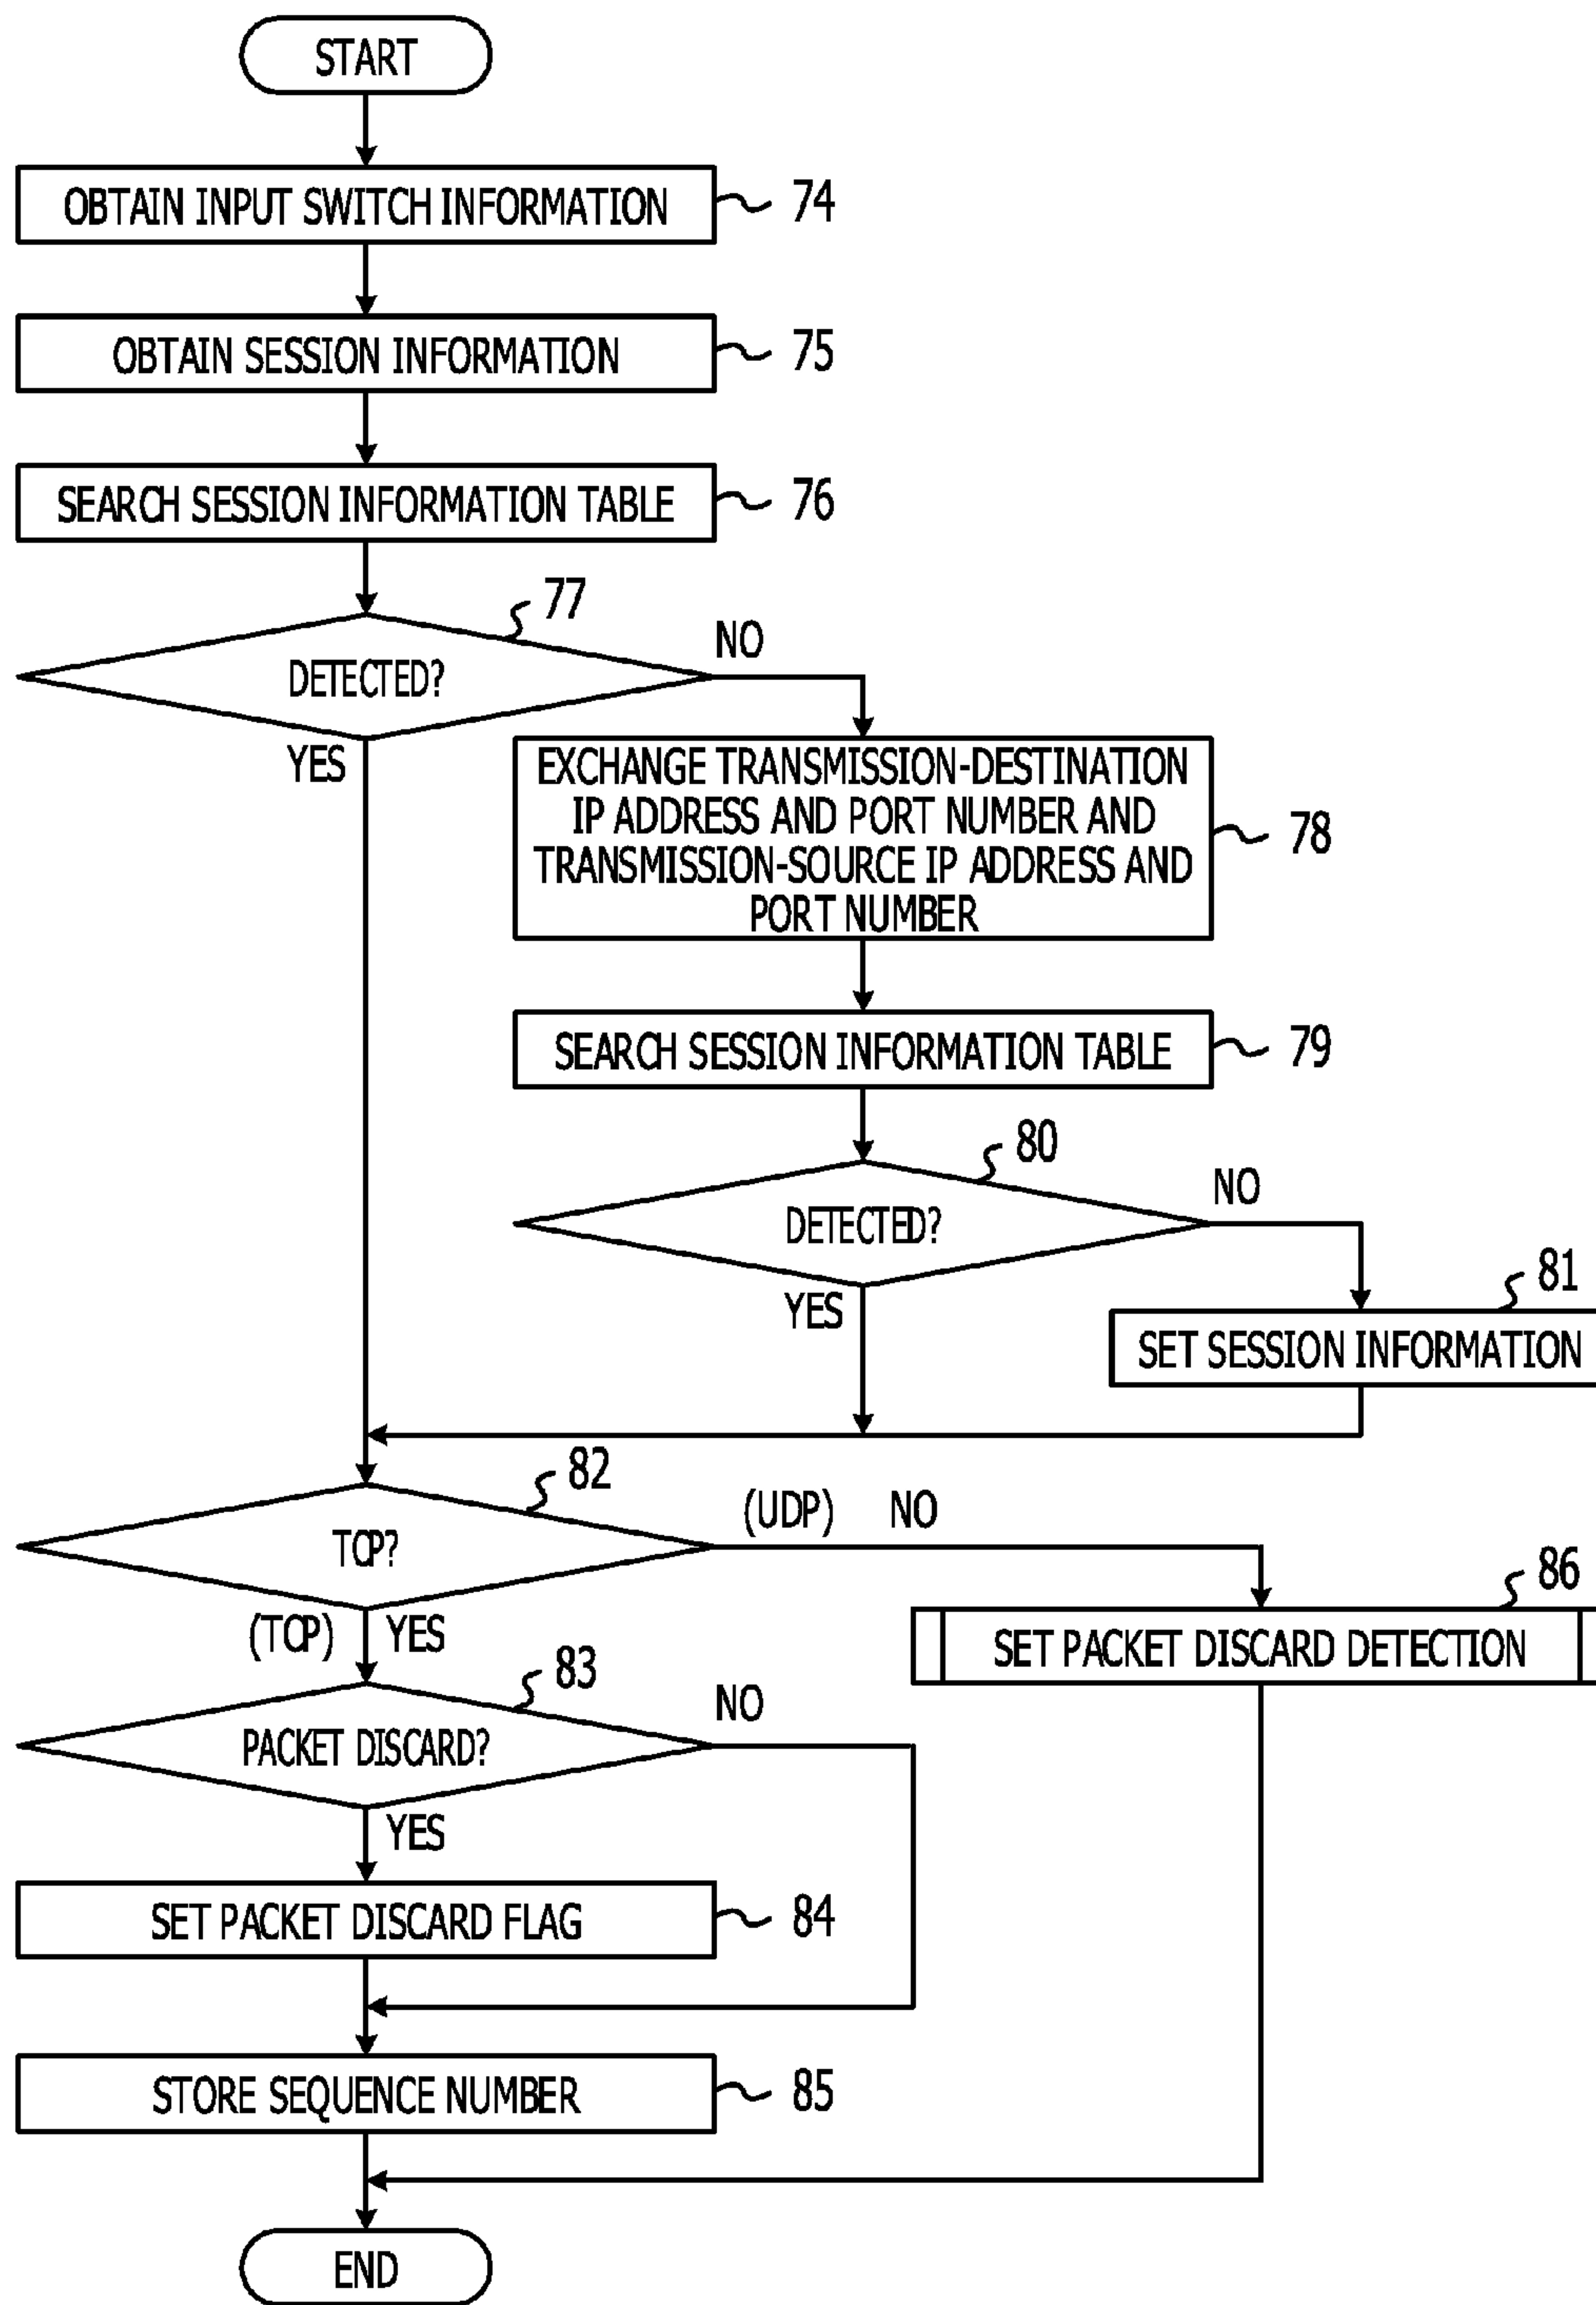 START
OBTAIN INPUT SWITCH INFORMATION
74
OBTAIN SESSION INFORMATION
75
SEARCH SESSION INFORMATION TABLE
76
77
DETECTED?
NO
YES
EXCHANGE TRANSMISSION-DESTINATION
IP ADDRESS AND PORT NUMBER AND
TRANSMISSION-SOURCE IP ADDRESS AND
PORT NUMBER
78
SEARCH SESSION INFORMATION TABLE
79
80
DETECTED?
NO
YES
81
SET SESSION INFORMATION
82
TCP?
(UDP) NO
(TCP) YES
86
SET PACKET DISCARD DETECTION
83
PACKET DISCARD?
NO
YES
SET PACKET DISCARD FLAG
84
STORE SEQUENCE NUMBER
85
END